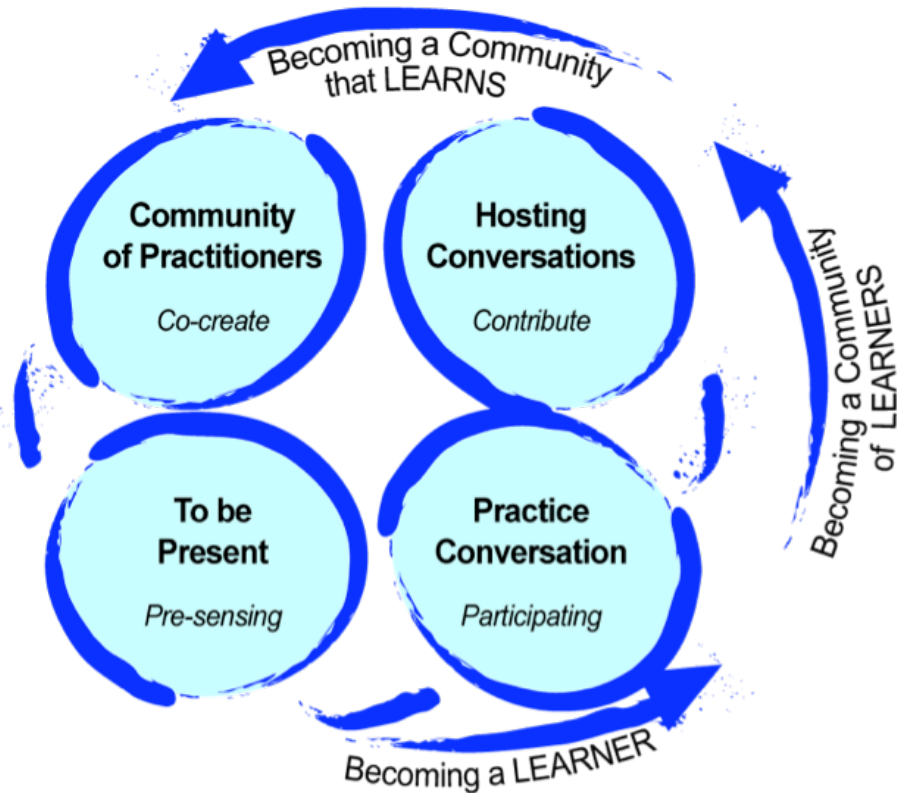 Becoming a Community
that LEARNS
Community
of Practitioners
Co-create
Hosting
Conversations
Contribute
Becoming a Community
of LEARNERS
To be
Present
Pre-sensing
Practice
Conversation
Participating
Becoming a LEARNER